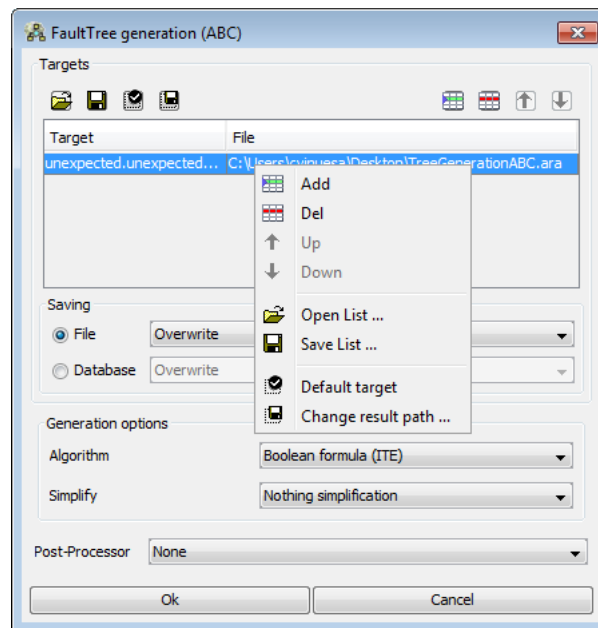 FaultTree generation (ABC)
Targets
Target File
unexpected.unexpected... C:\Users\cvinuesa\Desktop\TreeGenerationABC.ara
Add
Del
Up
Down
Open List ...
Save List ...
Default target
Change result path ...
Saving
File Overwrite
Database Overwrite
Generation options
Algorithm Boolean formula (ITE)
Simplify Nothing simplification
Post-Processor None
Ok Cancel